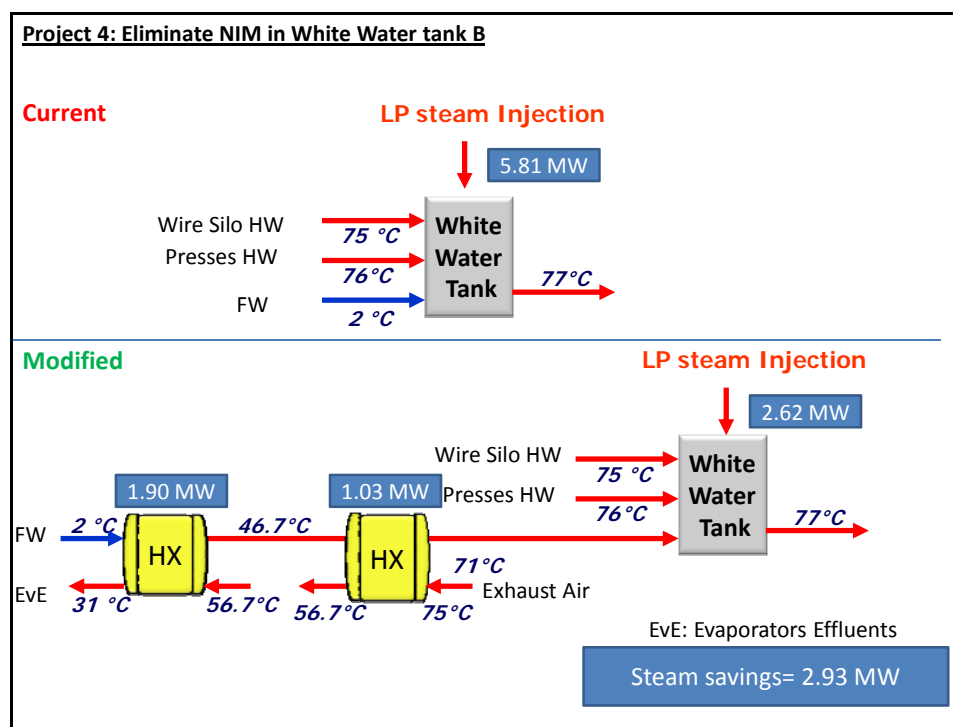 Project 4: Eliminate NIM in White Water tank B
Current
LP steam Injection
5.81 MW
Wire Silo HW
75 °C
Presses HW
76°C
FW
2 °C
White
Water
Tank
77°C
Modified
LP steam Injection
2.62 MW
Wire Silo HW
75 °C
Presses HW
76°C
White
Water
Tank
77°C
1.90 MW
1.03 MW
FW
2 °C
HX
46.7°C
HX
71°C
EvE
31 °C
56.7°C
56.7°C
75°C
Exhaust Air
EvE: Evaporators Effluents
Steam savings= 2.93 MW